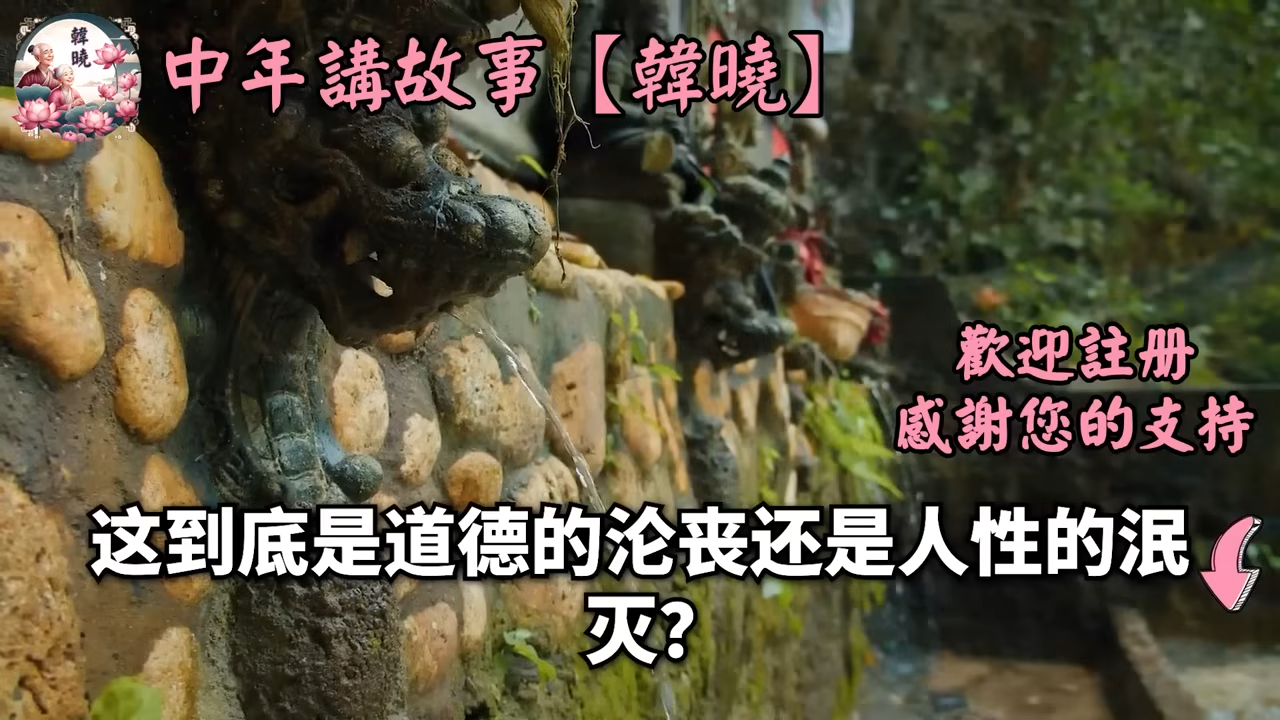 韓
曉
中年講故事【韓曉】
歡迎註册
感謝您的支持
这到底是道德的沦丧还是人性的泯
灭？